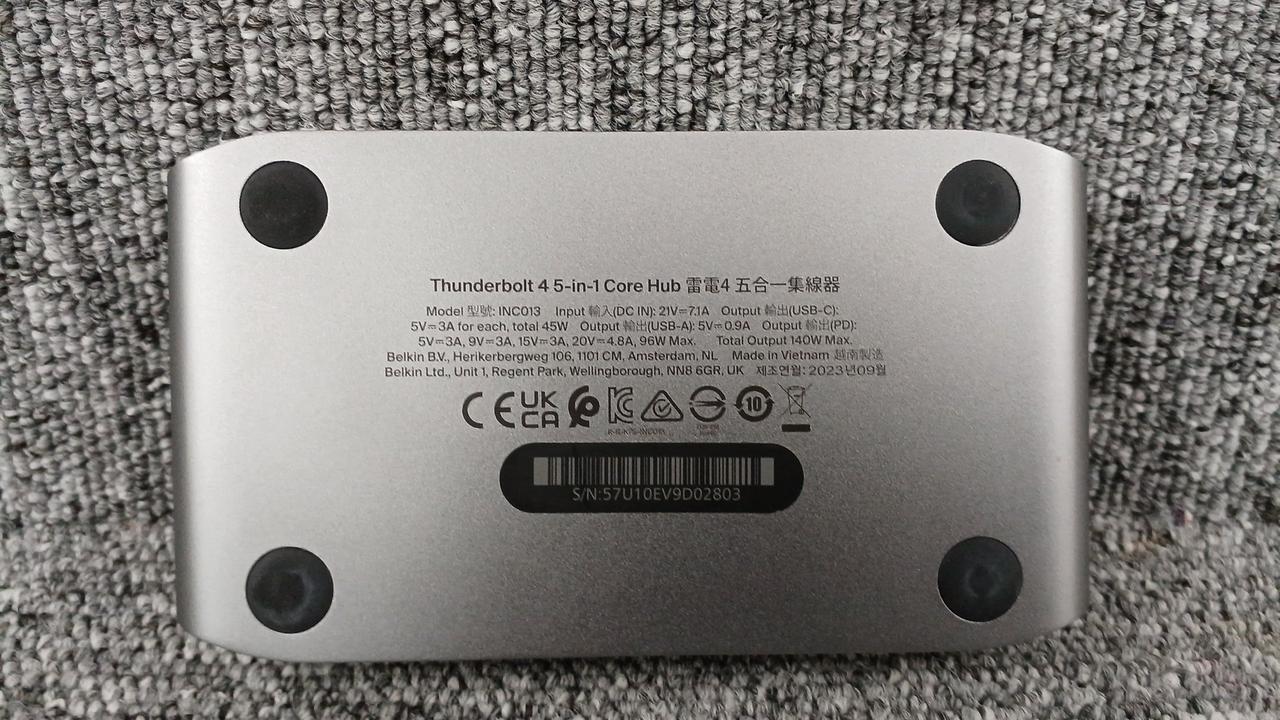 Thunderbolt 4 5-in-1 Core Hub 雷電4 五合一集線器
Model 型號: INC013 Input 輸入(DC IN): 21V⎓7.1A Output 輸出(USB-C):
5V⎓3A for each, total 45W Output 輸出(USB-A): 5V⎓0.9A Output 輸出(PD):
5V⎓3A, 9V⎓3A, 15V⎓3A, 20V⎓4.8A, 96W Max. Total Output 140W Max.
Belkin B.V., Herikerbergweg 106, 1101 CM, Amsterdam, NL Made in Vietnam 越南製造
Belkin Ltd., Unit 1, Regent Park, Wellingborough, NN8 6GR, UK 제조연월: 2023년09월
CE UK CA 10
S/N:57U10EV9D02803